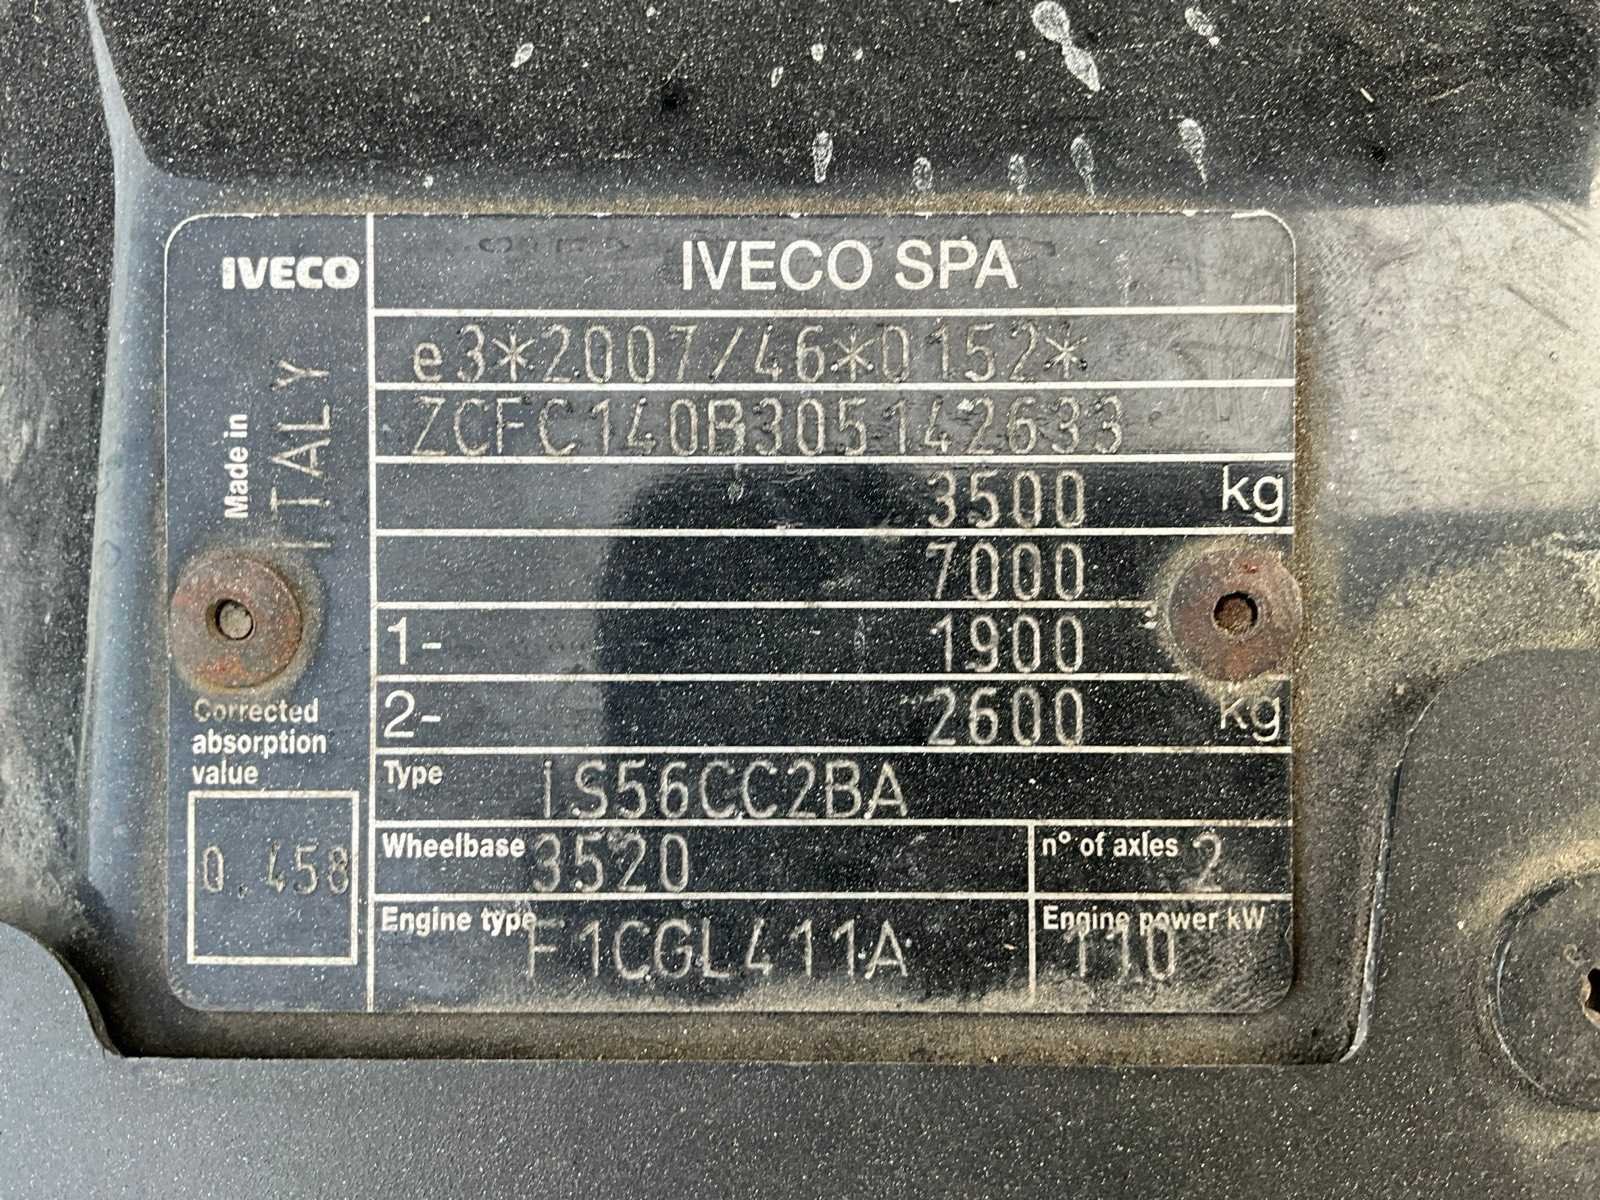 IVECO
IVECO SPA
Made in
ITALY
e3*2007/46*0152*
ZCFC140B305142633
3500 kg
7000
1- 1900
2- 2600 kg
Corrected
absorption
value
0.458
Type iS56CC2BA
Wheelbase 3520
n° of axles 2
Engine type F1CGL411A
Engine power kW 110